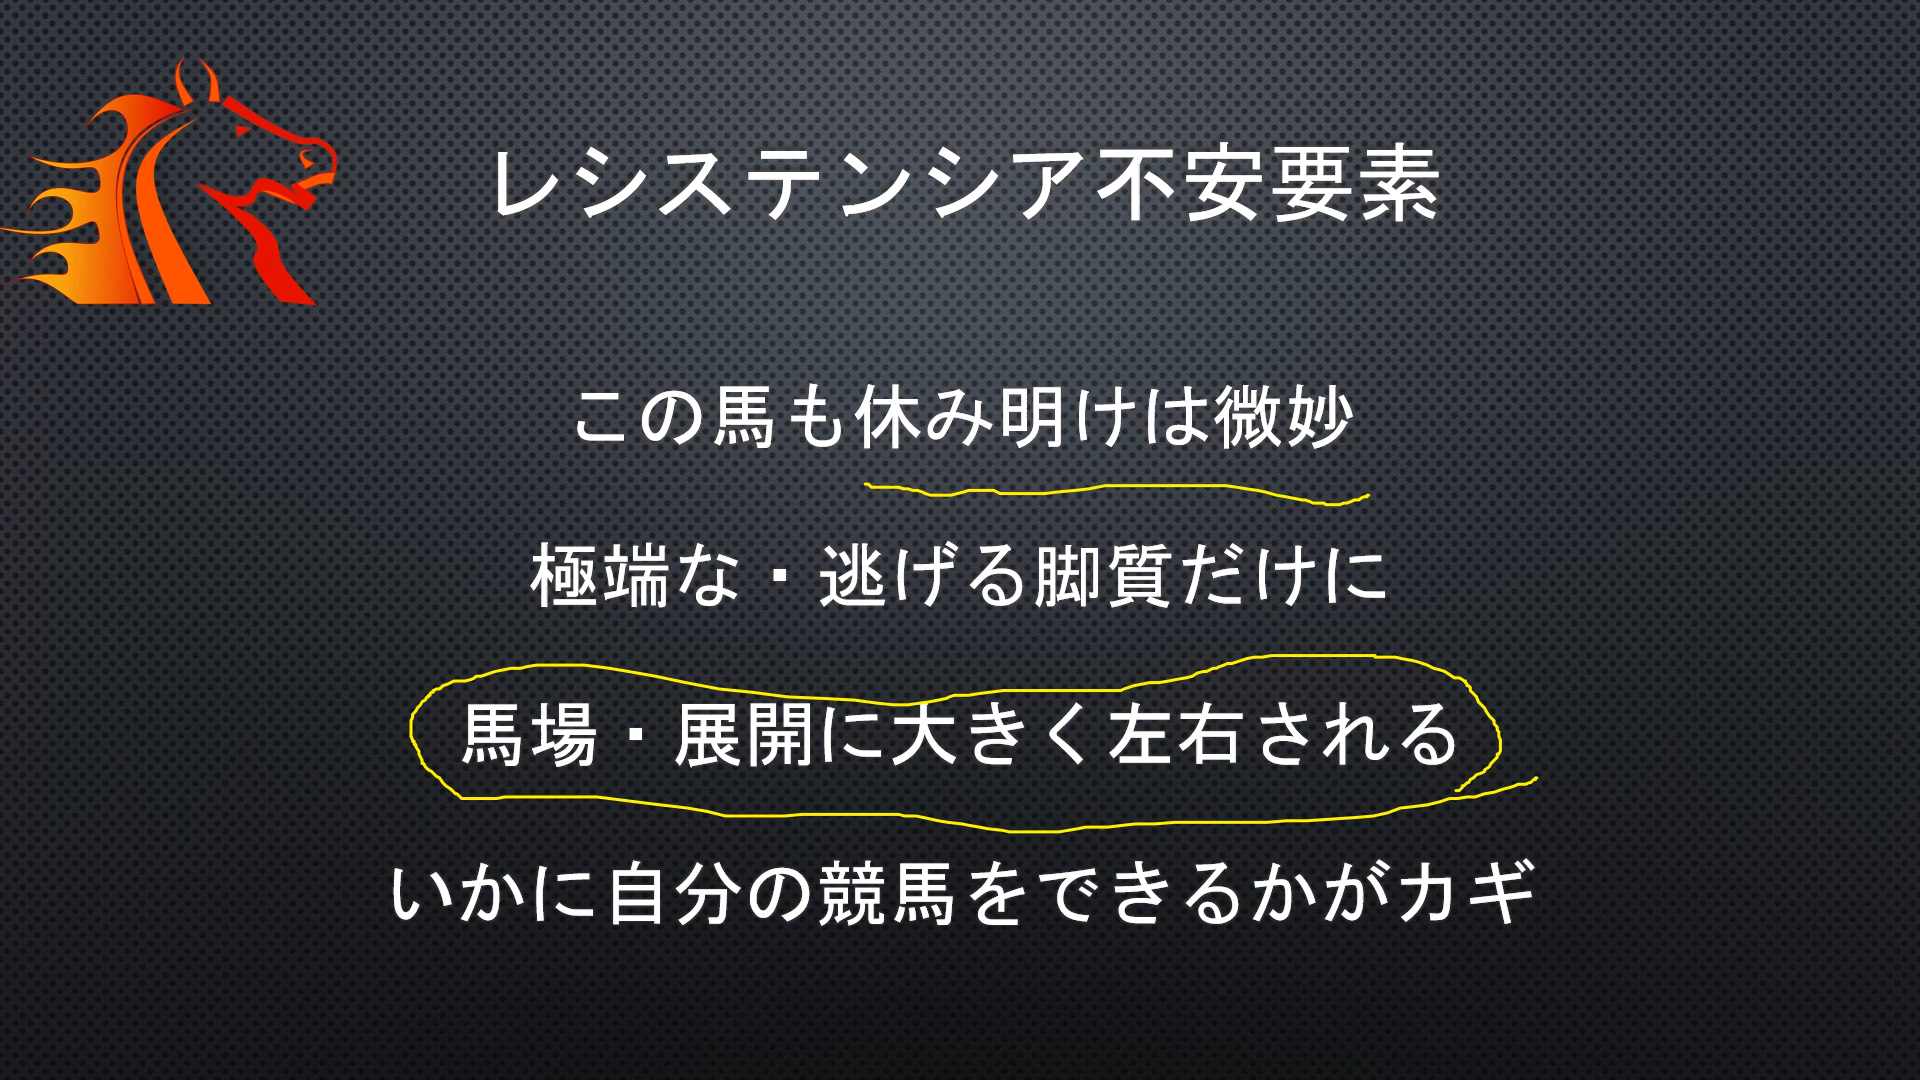 レシステンシア不安要素
この馬も休み明けは微妙
極端な・逃げる脚質だけに
馬場・展開に大きく左右される
いかに自分の競馬をできるかがカギ